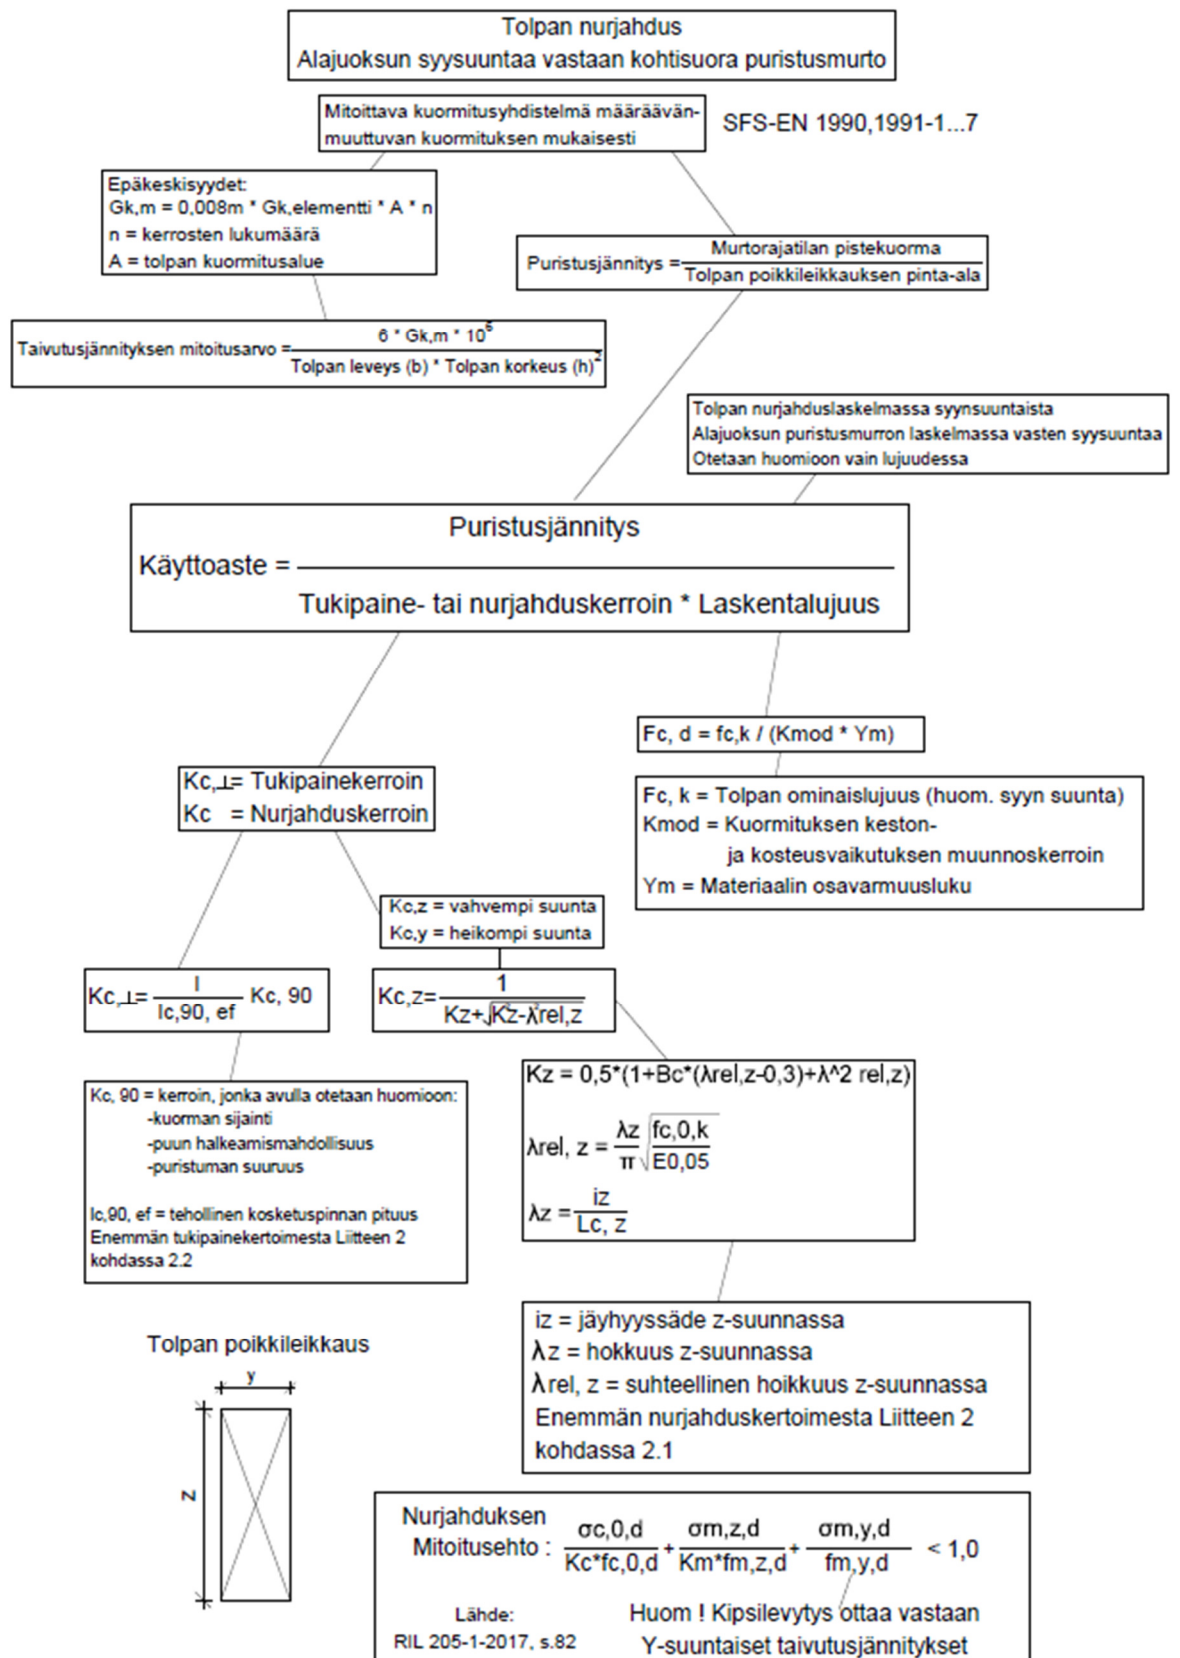 Tolpan nurjahdus
Alajuoksun syysuuntaa vastaan kohtisuora puristusmurto
Mitoittava kuormitusyhdistelmä määräävän-
muuttuvan kuormituksen mukaisesti
SFS-EN 1990,1991-1...7
Epäkeskisyydet:
Gk,m = 0,008m * Gk,elementti * A * n
n = kerrosten lukumäärä
A = tolpan kuormitusalue
Puristusjännitys = Murtorajatilan pistekuorma
Tolpan poikkileikkauksen pinta-ala
Taivutusjännityksen mitoitusarvo = 6 * Gk,m * 10^6
Tolpan leveys (b) * Tolpan korkeus (h)^2
Tolpan nurjahduslaskelmassa syynsuuntaista
Alajuoksun puristusmurron laskelmassa vasten syysuuntaa
Otetaan huomioon vain lujuudessa
Puristusjännitys
Käyttoaste =
Tukipaine- tai nurjahduskerroin * Laskentalujuus
Fc, d = fc,k / (Kmod * Ym)
Kc,⊥= Tukipainekerroin
Kc = Nurjahduskerroin
Fc, k = Tolpan ominaislujuus (huom. syyn suunta)
Kmod = Kuormituksen keston-
ja kosteusvaikutuksen muunnoskerroin
Ym = Materiaalin osavarmuusluku
Kc,z = vahvempi suunta
Kc,y = heikompi suunta
Kc,⊥= l / lc,90, ef Kc, 90
Kc,z= 1 / Kz+√K²z-λ²rel,z
Kz = 0,5*(1+Bc*(λrel,z-0,3)+λ^2 rel,z)
λrel, z = λz / π √ fc,0,k / E0,05
λz = iz / Lc, z
Kc, 90 = kerroin, jonka avulla otetaan huomioon:
-kuorman sijainti
-puun halkeamismahdollisuus
-puristuman suuruus
lc,90, ef = tehollinen kosketuspinnan pituus
Enemmän tukipainekertoimesta Liitteen 2
kohdassa 2.2
iz = jäyhyyssäde z-suunnassa
λz = hokkuus z-suunnassa
λrel, z = suhteellinen hoikkuus z-suunnassa
Enemmän nurjahduskertoimesta Liitteen 2
kohdassa 2.1
Tolpan poikkileikkaus
y
z
Nurjahduksen
Mitoitusehto : σc,0,d / Kc*fc,0,d + σm,z,d / Km*fm,z,d + σm,y,d / fm,y,d < 1,0
Lähde:
RIL 205-1-2017, s.82
Huom ! Kipsilevytys ottaa vastaan
Y-suuntaiset taivutusjännitykset